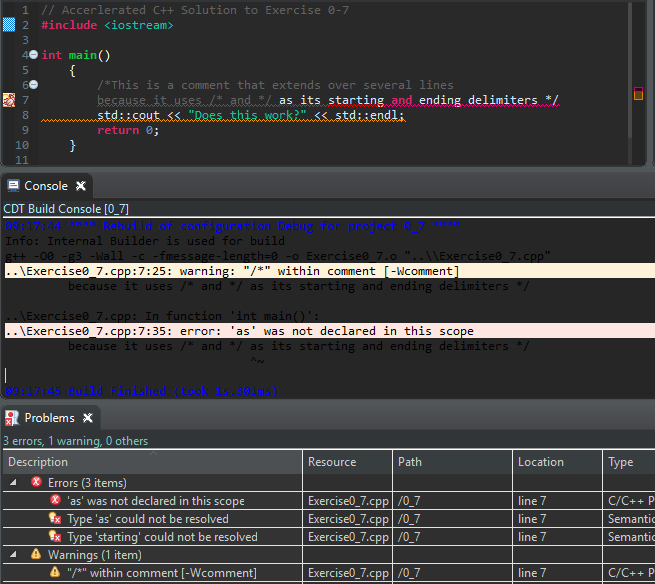 1 // Accerlerated C++ Solution to Exercise 0-7
2 #include <iostream>
3
4 int main()
5 {
6 /*This is a comment that extends over several lines
7 because it uses /* and */ as its starting and ending delimiters */
8 std::cout << "Does this work?" << std::endl;
9 return 0;
10 }
11
Console
CDT Build Console [0_7]
09:17:44 **** Rebuild of configuration Debug for project 0_7 ****
Info: Internal Builder is used for build
g++ -O0 -g3 -Wall -c -fmessage-length=0 -o Exercise0_7.o "..\\Exercise0_7.cpp"
..\Exercise0_7.cpp:7:25: warning: "/*" within comment [-Wcomment]
because it uses /* and */ as its starting and ending delimiters */
..\Exercise0_7.cpp: In function 'int main()':
..\Exercise0_7.cpp:7:35: error: 'as' was not declared in this scope
because it uses /* and */ as its starting and ending delimiters */
^~
Build Finished (took
Problems
3 errors, 1 warning, 0 others
Description Resource Path Location Type
Errors (3 items)
'as' was not declared in this scope Exercise0_7.cpp /0_7 line 7 C/C++ P
Type 'as' could not be resolved Exercise0_7.cpp /0_7 line 7 Semantic
Type 'starting' could not be resolved Exercise0_7.cpp /0_7 line 7 Semantic
Warnings (1 item)
"/*" within comment [-Wcomment] Exercise0_7.cpp /0_7 line 7 C/C++ P